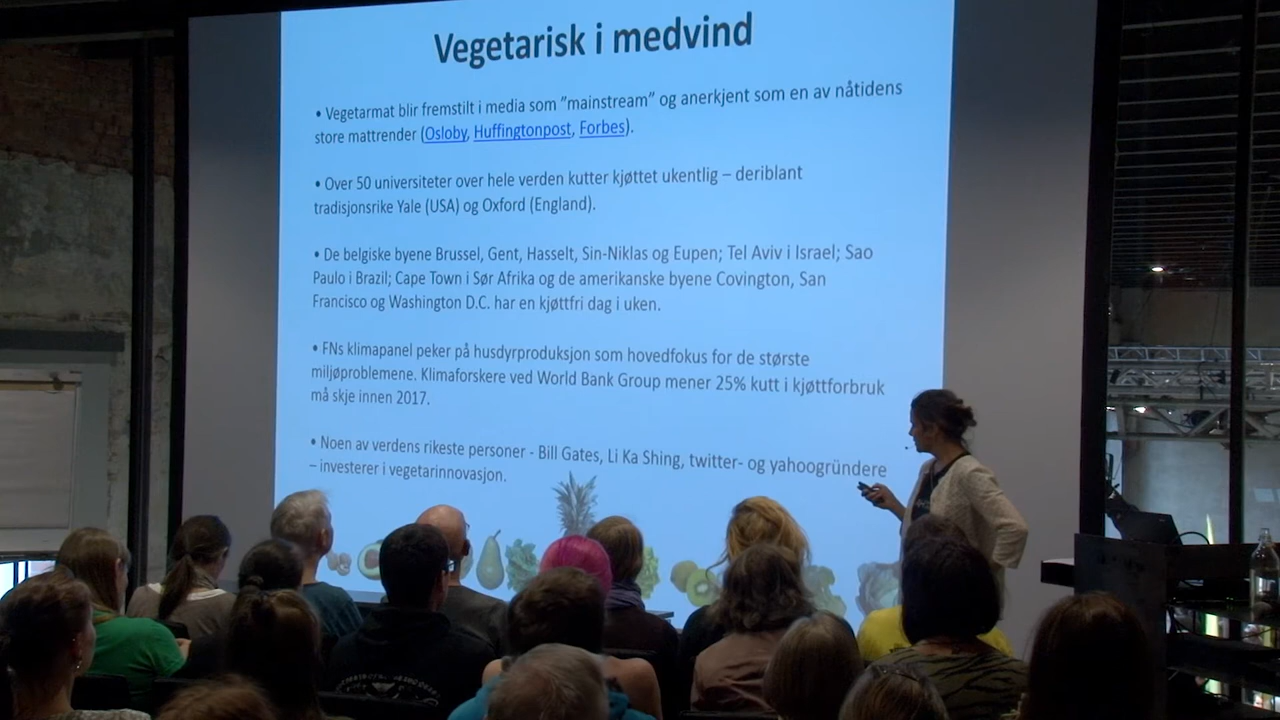 Vegetarisk i medvind
• Vegetarmat blir fremstilt i media som ”mainstream” og anerkjent som en av nåtidens
store mattrender (Osloby, Huffingtonpost, Forbes).
• Over 50 universiteter over hele verden kutter kjøttet ukentlig – deriblant
tradisjonsrike Yale (USA) og Oxford (England).
• De belgiske byene Brussel, Gent, Hasselt, Sin-Niklas og Eupen; Tel Aviv i Israel; Sao
Paulo i Brazil; Cape Town i Sør Afrika og de amerikanske byene Covington, San
Francisco og Washington D.C. har en kjøttfri dag i uken.
• FNs klimapanel peker på husdyrproduksjon som hovedfokus for de største
miljøproblemene. Klimaforskere ved World Bank Group mener 25% kutt i kjøttforbruk
må skje innen 2017.
• Noen av verdens rikeste personer - Bill Gates, Li Ka Shing, twitter- og yahoogründere
– investerer i vegetarinnovasjon.